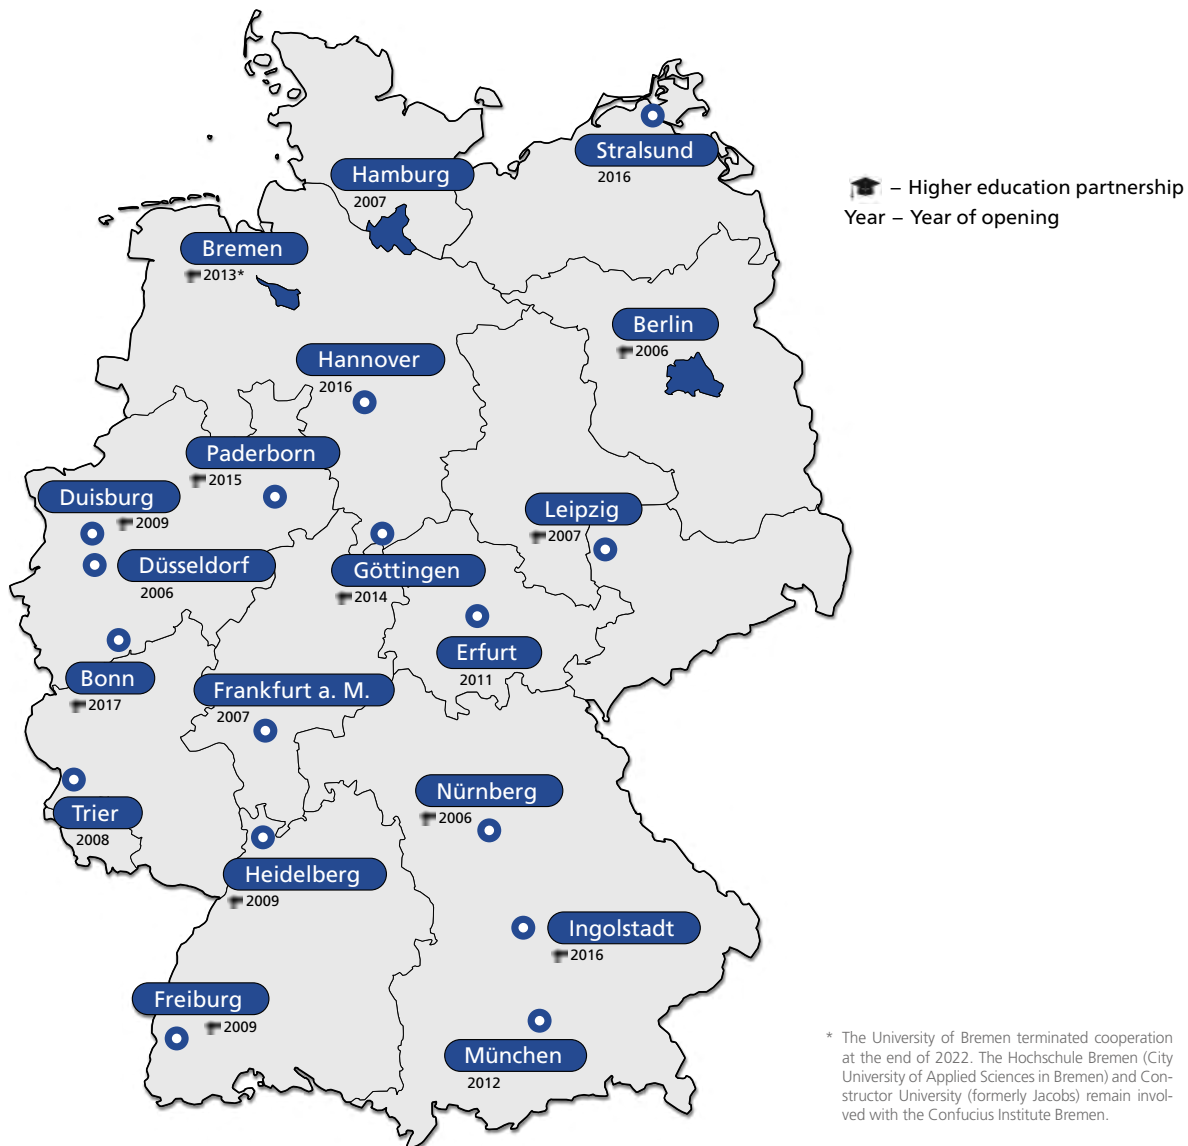 Stralsund
2016
Hamburg
2007
– Higher education partnership
Year – Year of opening
Bremen
2013*
Berlin
2006
Hannover
2016
Paderborn
2015
Duisburg
2009
Leipzig
2007
Düsseldorf
2006
Göttingen
2014
Erfurt
2011
Bonn
2017
Frankfurt a. M.
2007
Nürnberg
2006
Trier
2008
Heidelberg
2009
Ingolstadt
2016
Freiburg
2009
München
2012
* The University of Bremen terminated cooperation
at the end of 2022. The Hochschule Bremen (City
University of Applied Sciences in Bremen) and Con-
structor University (formerly Jacobs) remain invol-
ved with the Confucius Institute Bremen.